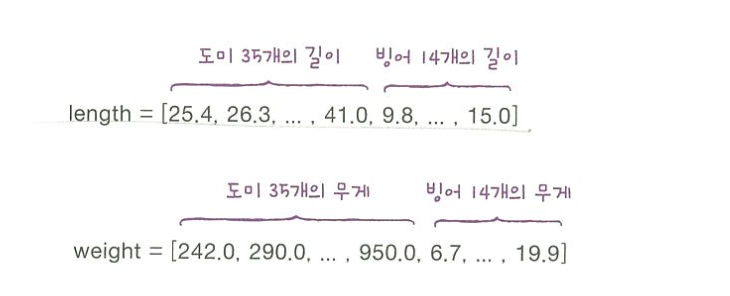 도미 35개의 길이 빙어 14개의 길이
length = [25.4, 26.3, ... , 41.0, 9.8, ... , 15.0]
도미 35개의 무게 빙어 14개의 무게
weight = [242.0, 290.0, ... , 950.0, 6.7, ... , 19.9]